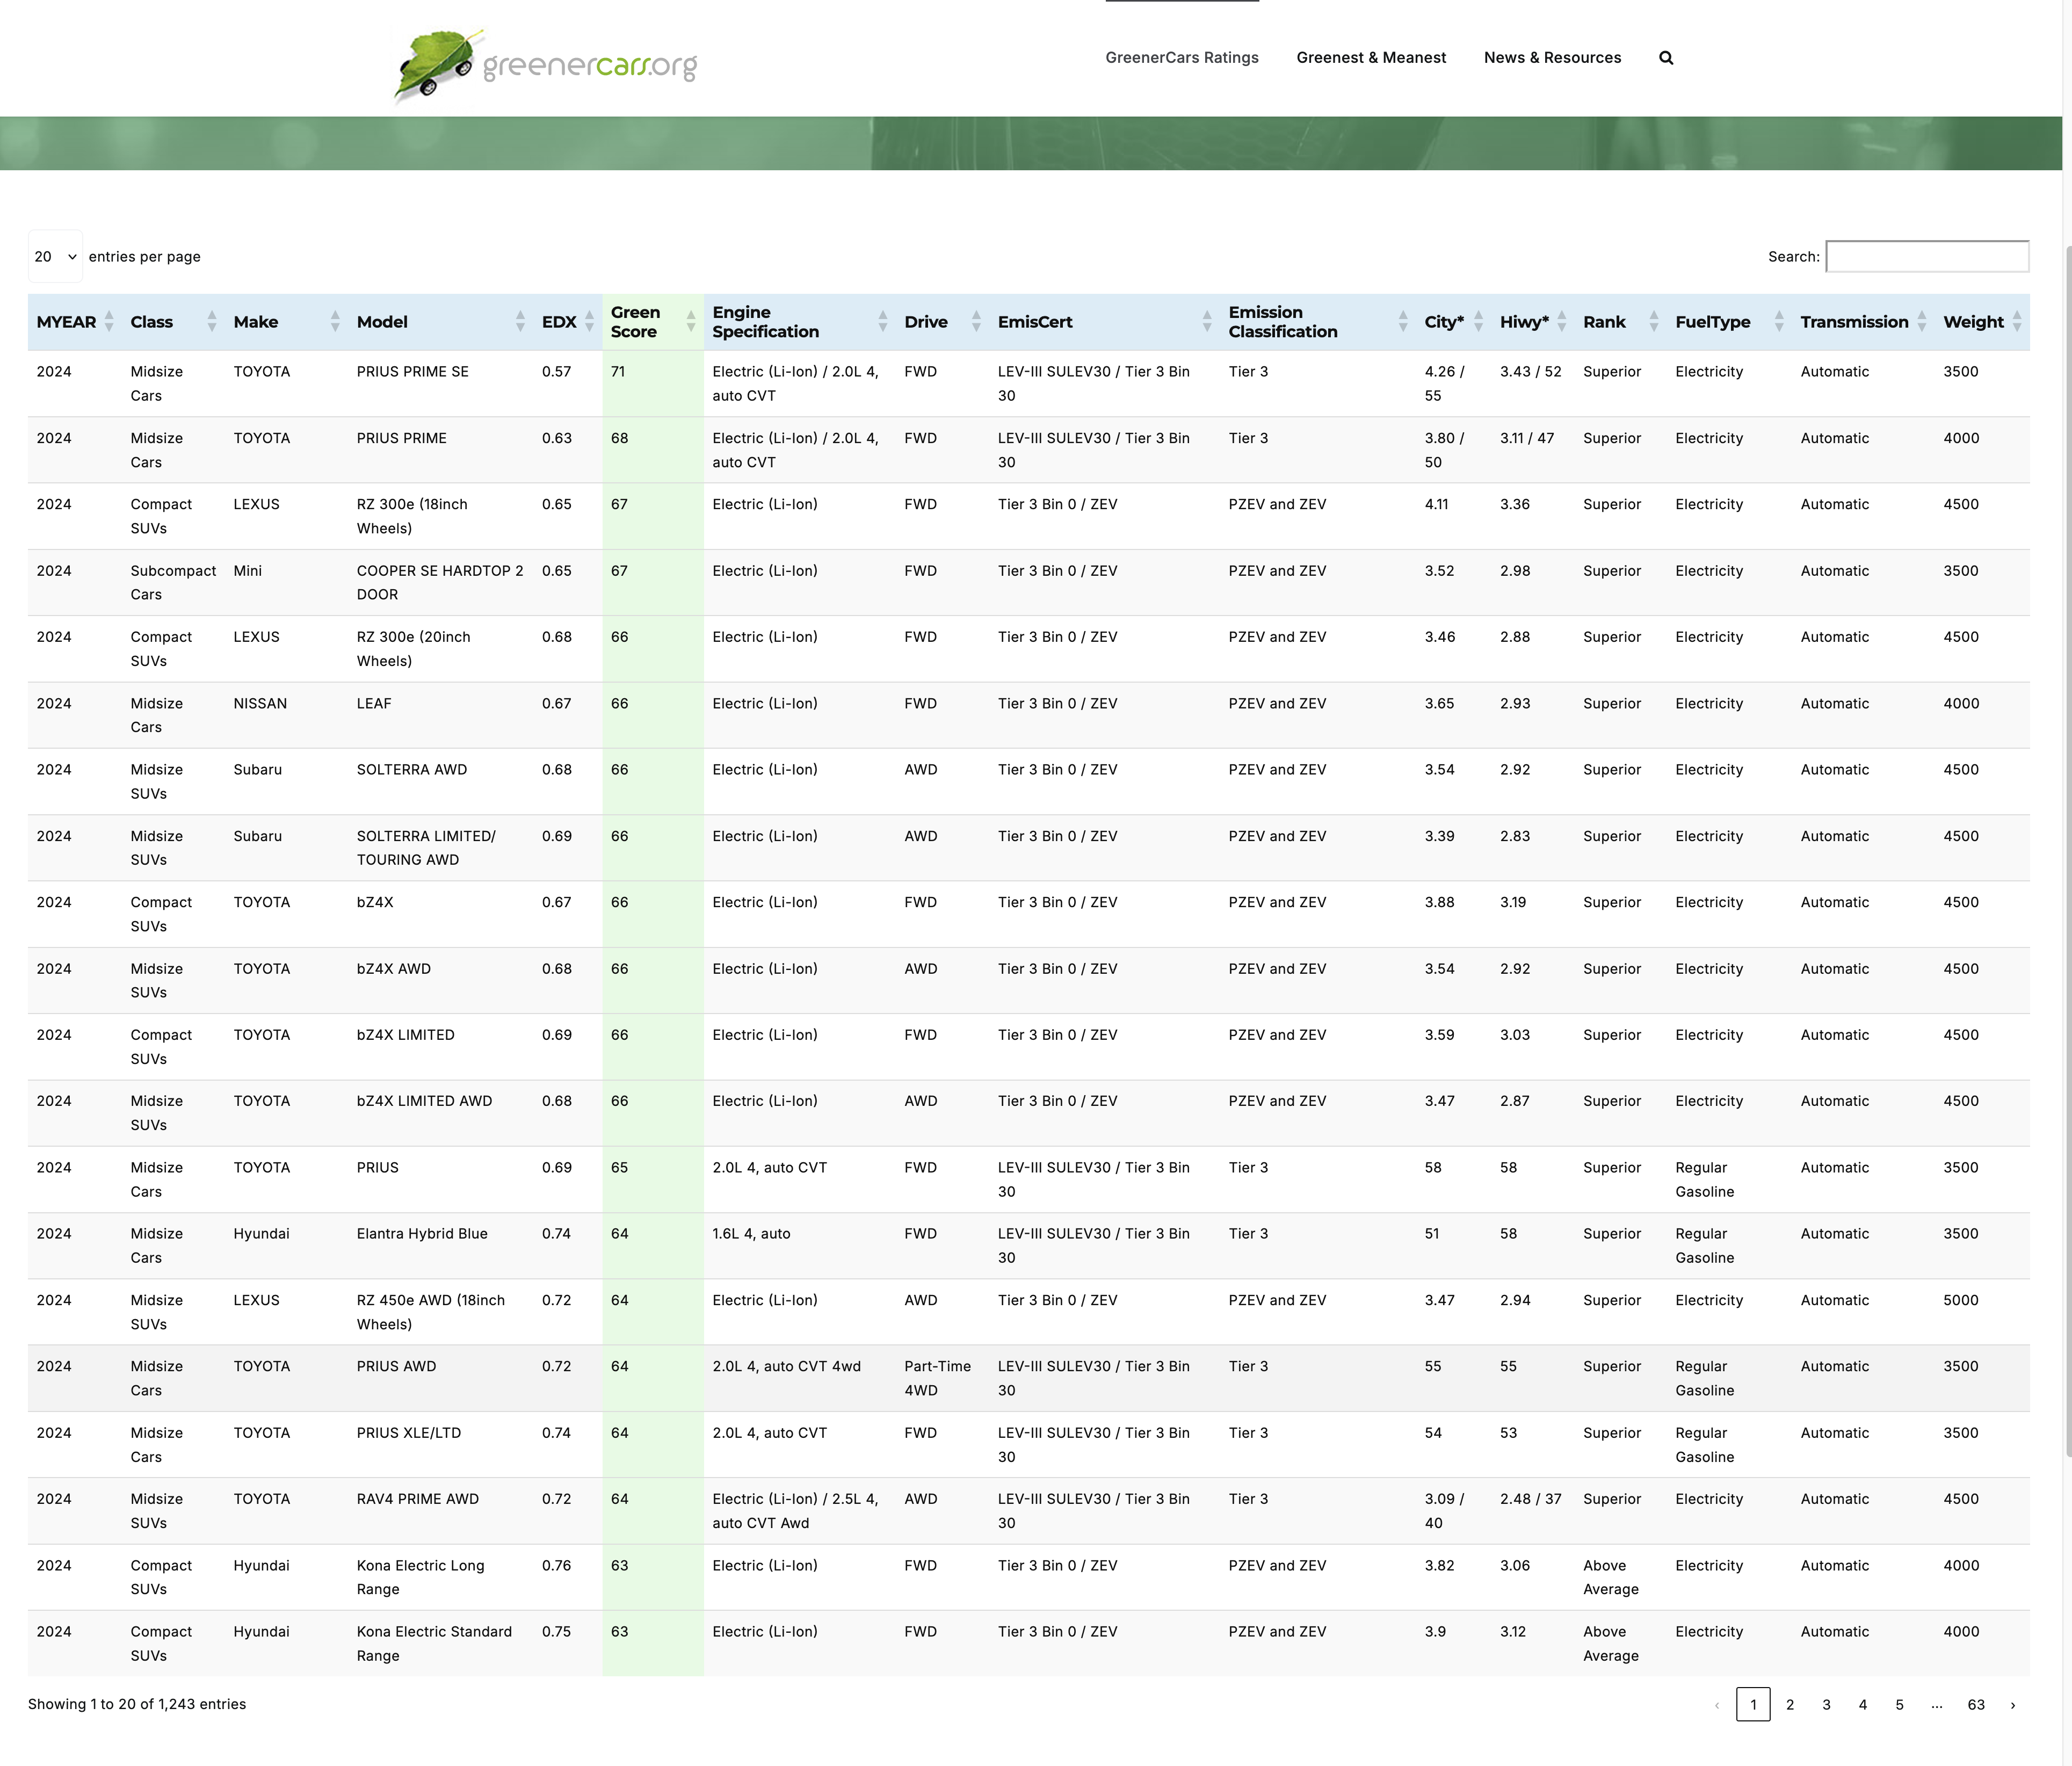 greenercars.org
GreenerCars Ratings Greenest & Meanest News & Resources
20 entries per page Search:
MYEAR Class Make Model EDX Green Score Engine Specification Drive EmisCert Emission Classification City* Hiwy* Rank FuelType Transmission Weight
2024 Midsize Cars TOYOTA PRIUS PRIME SE 0.57 71 Electric (Li-Ion) / 2.0L 4, auto CVT FWD LEV-III SULEV30 / Tier 3 Bin 30 Tier 3 4.26 / 55 3.43 / 52 Superior Electricity Automatic 3500
2024 Midsize Cars TOYOTA PRIUS PRIME 0.63 68 Electric (Li-Ion) / 2.0L 4, auto CVT FWD LEV-III SULEV30 / Tier 3 Bin 30 Tier 3 3.80 / 50 3.11 / 47 Superior Electricity Automatic 4000
2024 Compact SUVs LEXUS RZ 300e (18inch Wheels) 0.65 67 Electric (Li-Ion) FWD Tier 3 Bin 0 / ZEV PZEV and ZEV 4.11 3.36 Superior Electricity Automatic 4500
2024 Subcompact Cars Mini COOPER SE HARDTOP 2 DOOR 0.65 67 Electric (Li-Ion) FWD Tier 3 Bin 0 / ZEV PZEV and ZEV 3.52 2.98 Superior Electricity Automatic 3500
2024 Compact SUVs LEXUS RZ 300e (20inch Wheels) 0.68 66 Electric (Li-Ion) FWD Tier 3 Bin 0 / ZEV PZEV and ZEV 3.46 2.88 Superior Electricity Automatic 4500
2024 Midsize Cars NISSAN LEAF 0.67 66 Electric (Li-Ion) FWD Tier 3 Bin 0 / ZEV PZEV and ZEV 3.65 2.93 Superior Electricity Automatic 4000
2024 Midsize SUVs Subaru SOLTERRA AWD 0.68 66 Electric (Li-Ion) AWD Tier 3 Bin 0 / ZEV PZEV and ZEV 3.54 2.92 Superior Electricity Automatic 4500
2024 Midsize SUVs Subaru SOLTERRA LIMITED/ TOURING AWD 0.69 66 Electric (Li-Ion) AWD Tier 3 Bin 0 / ZEV PZEV and ZEV 3.39 2.83 Superior Electricity Automatic 4500
2024 Compact SUVs TOYOTA bZ4X 0.67 66 Electric (Li-Ion) FWD Tier 3 Bin 0 / ZEV PZEV and ZEV 3.88 3.19 Superior Electricity Automatic 4500
2024 Midsize SUVs TOYOTA bZ4X AWD 0.68 66 Electric (Li-Ion) AWD Tier 3 Bin 0 / ZEV PZEV and ZEV 3.54 2.92 Superior Electricity Automatic 4500
2024 Compact SUVs TOYOTA bZ4X LIMITED 0.69 66 Electric (Li-Ion) FWD Tier 3 Bin 0 / ZEV PZEV and ZEV 3.59 3.03 Superior Electricity Automatic 4500
2024 Midsize SUVs TOYOTA bZ4X LIMITED AWD 0.68 66 Electric (Li-Ion) AWD Tier 3 Bin 0 / ZEV PZEV and ZEV 3.47 2.87 Superior Electricity Automatic 4500
2024 Midsize Cars TOYOTA PRIUS 0.69 65 2.0L 4, auto CVT FWD LEV-III SULEV30 / Tier 3 Bin 30 Tier 3 58 58 Superior Regular Gasoline Automatic 3500
2024 Midsize Cars Hyundai Elantra Hybrid Blue 0.74 64 1.6L 4, auto FWD LEV-III SULEV30 / Tier 3 Bin 30 Tier 3 51 58 Superior Regular Gasoline Automatic 3500
2024 Midsize SUVs LEXUS RZ 450e AWD (18inch Wheels) 0.72 64 Electric (Li-Ion) AWD Tier 3 Bin 0 / ZEV PZEV and ZEV 3.47 2.94 Superior Electricity Automatic 5000
2024 Midsize Cars TOYOTA PRIUS AWD 0.72 64 2.0L 4, auto CVT 4wd Part-Time 4WD LEV-III SULEV30 / Tier 3 Bin 30 Tier 3 55 55 Superior Regular Gasoline Automatic 3500
2024 Midsize Cars TOYOTA PRIUS XLE/LTD 0.74 64 2.0L 4, auto CVT FWD LEV-III SULEV30 / Tier 3 Bin 30 Tier 3 54 53 Superior Regular Gasoline Automatic 3500
2024 Midsize SUVs TOYOTA RAV4 PRIME AWD 0.72 64 Electric (Li-Ion) / 2.5L 4, auto CVT Awd AWD LEV-III SULEV30 / Tier 3 Bin 30 Tier 3 3.09 / 40 2.48 / 37 Superior Electricity Automatic 4500
2024 Compact SUVs Hyundai Kona Electric Long Range 0.76 63 Electric (Li-Ion) FWD Tier 3 Bin 0 / ZEV PZEV and ZEV 3.82 3.06 Above Average Electricity Automatic 4000
2024 Compact SUVs Hyundai Kona Electric Standard Range 0.75 63 Electric (Li-Ion) FWD Tier 3 Bin 0 / ZEV PZEV and ZEV 3.9 3.12 Above Average Electricity Automatic 4000
Showing 1 to 20 of 1,243 entries ‹ 1 2 3 4 5 … 63 ›